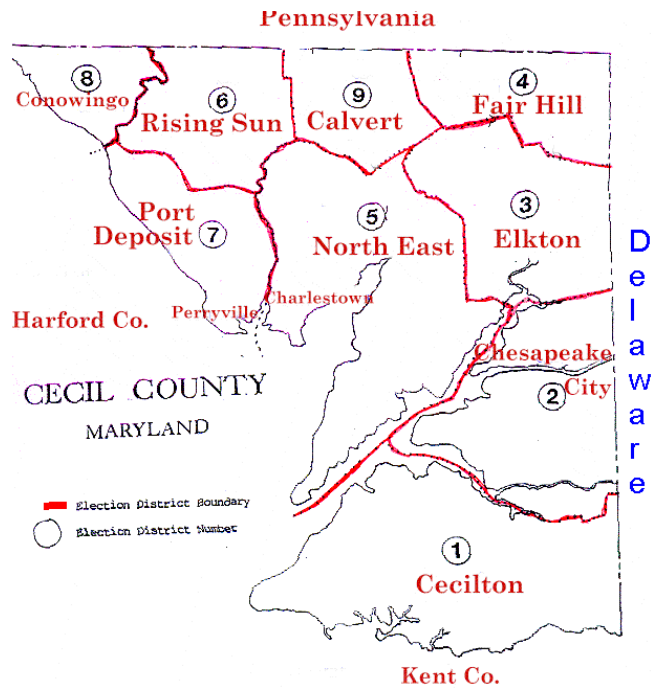 Pennsylvania
8
Conowingo
6
Rising Sun
9
Calvert
4
Fair Hill
Port
Deposit 7
5
North East
3
Elkton
Delaware
Perryville
Charlestown
Harford Co.
Chesapeake
City
2
CECIL COUNTY
MARYLAND
Election District Boundary
Election District Number
1
Cecilton
Kent Co.